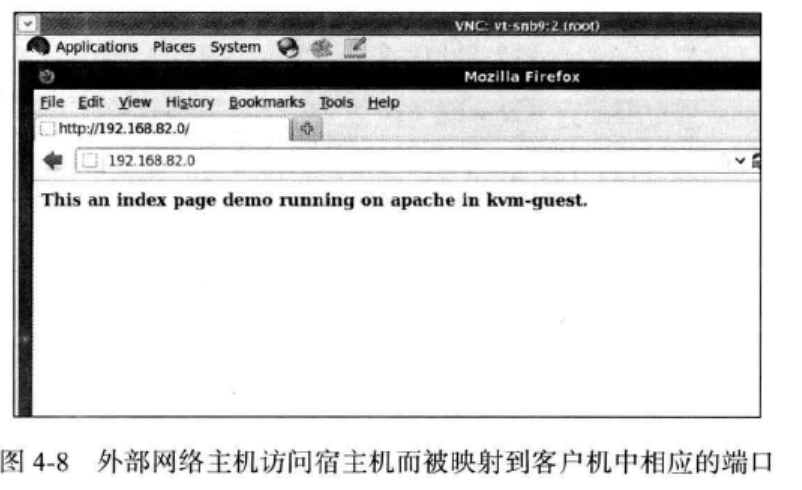 VNC: vt-snb9:2 (root)
Applications Places System
Mozilla Firefox
File Edit View History Bookmarks Tools Help
http://192.168.82.0/
192.168.82.0
This an index page demo running on apache in kvm-guest.
图 4-8 外部网络主机访问宿主机而被映射到客户机中相应的端口